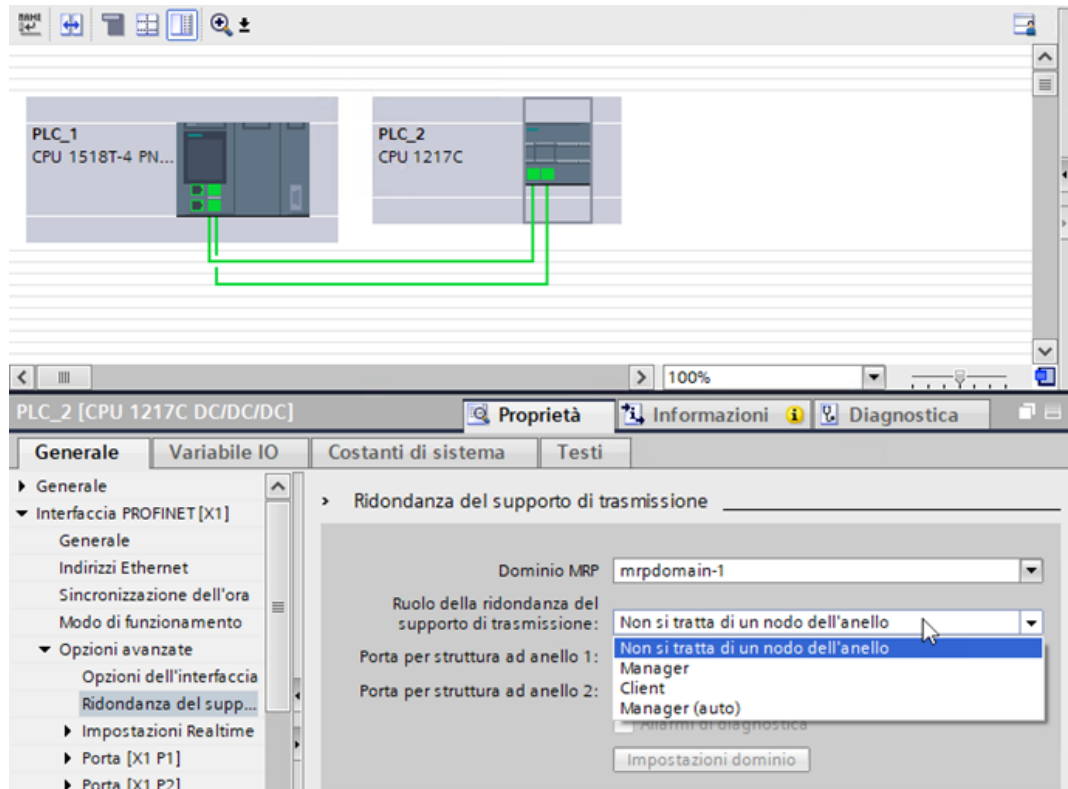 NAME
PLC_1
CPU 1518T-4 PN...
PLC_2
CPU 1217C
100%
PLC_2 [CPU 1217C DC/DC/DC]
Proprietà
Informazioni
Diagnostica
Generale
Variabile IO
Costanti di sistema
Testi
Generale
Interfaccia PROFINET [X1]
Generale
Indirizzi Ethernet
Sincronizzazione dell'ora
Modo di funzionamento
Opzioni avanzate
Opzioni dell'interfaccia
Ridondanza del supp...
Impostazioni Realtime
Porta [X1 P1]
Porta [X1 P2]
Ridondanza del supporto di trasmissione
Dominio MRP
mrpdomain-1
Ruolo della ridondanza del
supporto di trasmissione:
Non si tratta di un nodo dell'anello
Non si tratta di un nodo dell'anello
Manager
Client
Manager (auto)
Porta per struttura ad anello 1:
Porta per struttura ad anello 2:
Allarmi di diagnostica
Impostazioni dominio